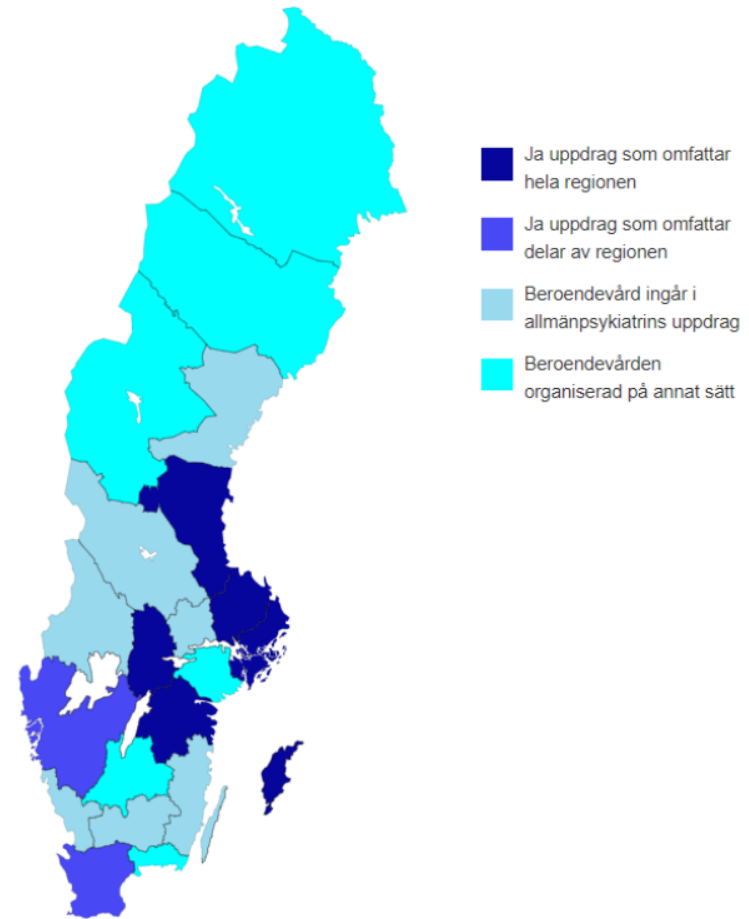 Ja uppdrag som omfattar
hela regionen
Ja uppdrag som omfattar
delar av regionen
Beroendevård ingår i
allmänpsykiatrins uppdrag
Beroendevården
organiserad på annat sätt